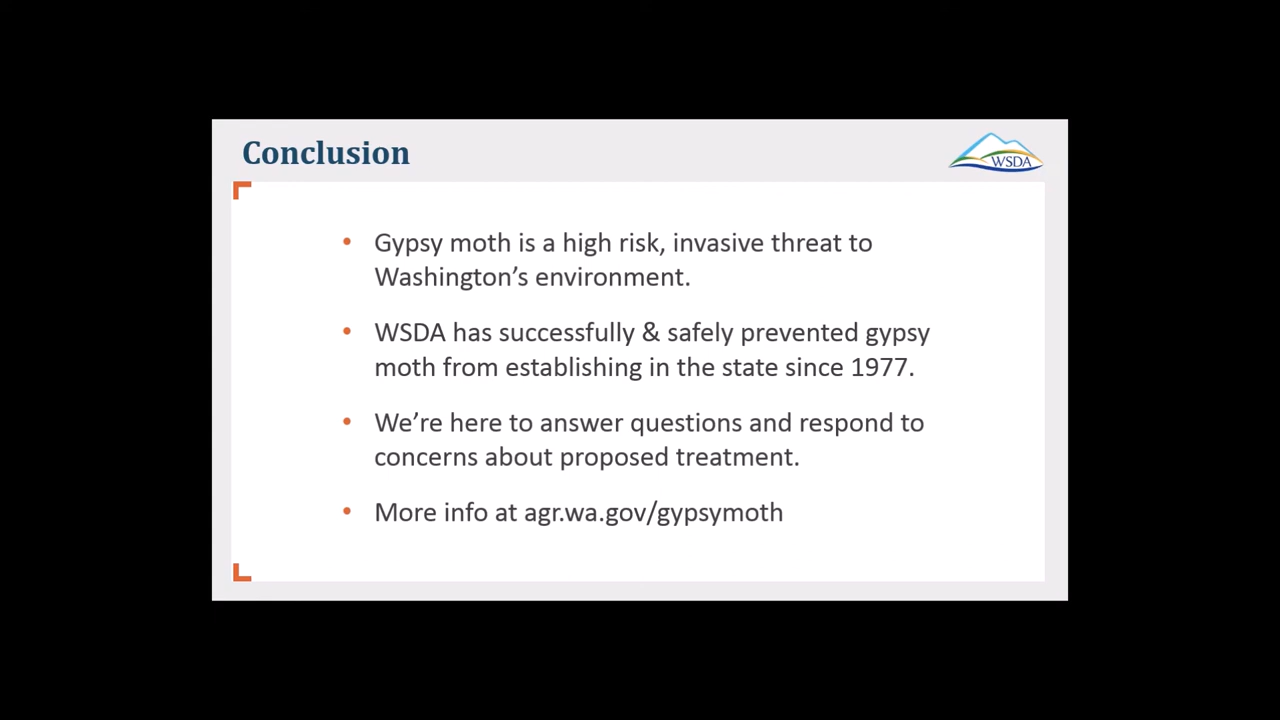 Conclusion
WSDA
• Gypsy moth is a high risk, invasive threat to
Washington’s environment.
• WSDA has successfully & safely prevented gypsy
moth from establishing in the state since 1977.
• We’re here to answer questions and respond to
concerns about proposed treatment.
• More info at agr.wa.gov/gypsymoth